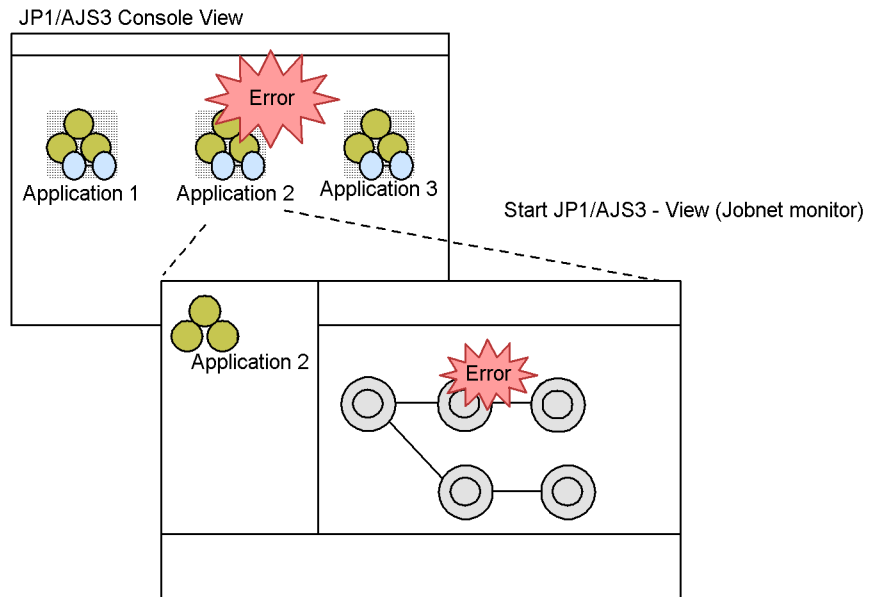 JP1/AJS3 Console View
Error
Application 1
Application 2
Application 3
Start JP1/AJS3 - View (Jobnet monitor)
Application 2
Error